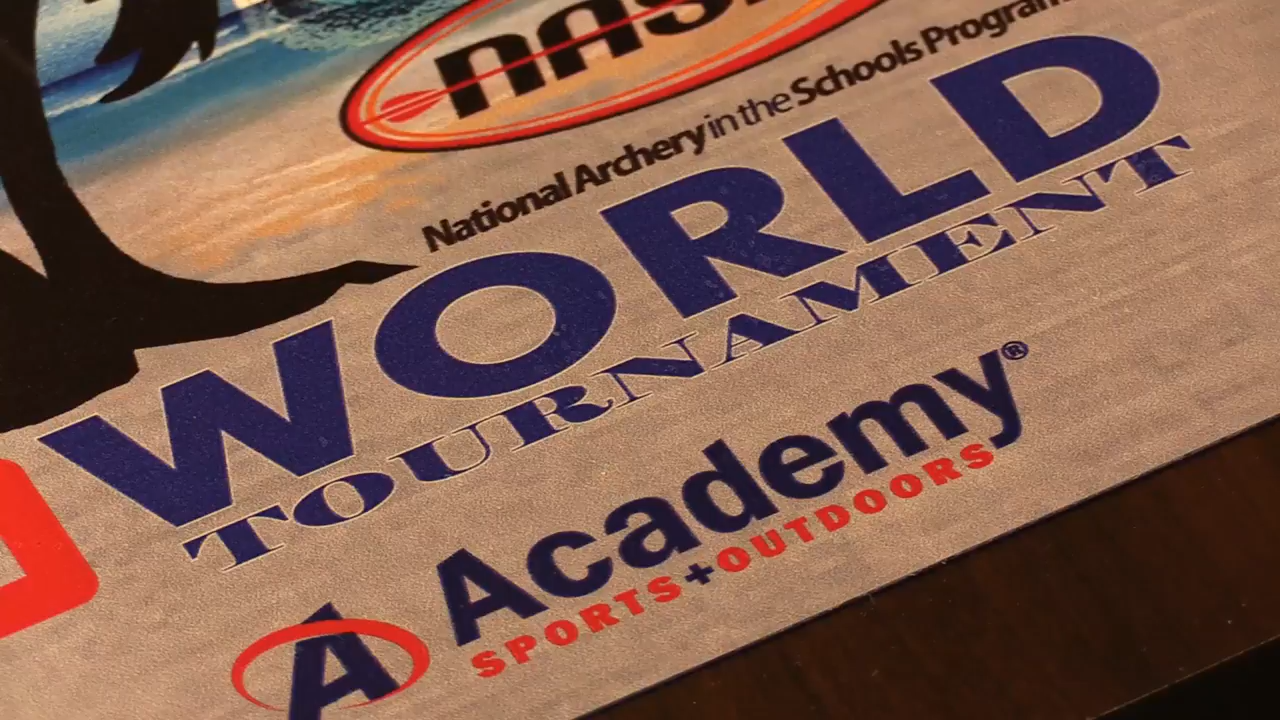 National Archery in the Schools Program
WORLD
TOURNAMENT
Academy®
SPORTS+OUTDOORS
A